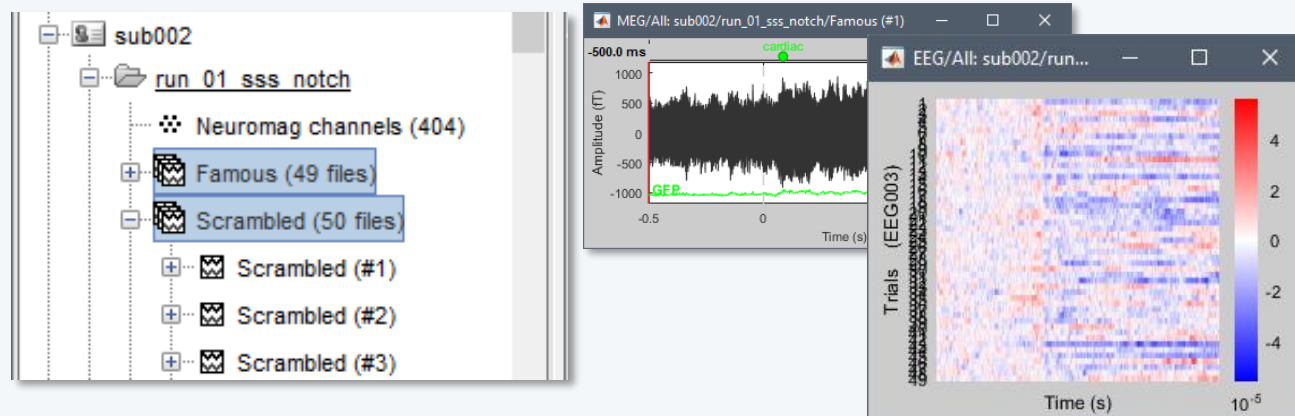 sub002
run_01_sss_notch
Neuromag channels (404)
Famous (49 files)
Scrambled (50 files)
Scrambled (#1)
Scrambled (#2)
Scrambled (#3)
MEG/All: sub002/run_01_sss_notch/Famous (#1)
-500.0 ms
cardiac
1000
500
0
-500
-1000
Amplitude (fT)
GFP
-0.5
0
Time (s)
EEG/All: sub002/run...
Trials (EEG003)
1
49
4
2
0
-2
-4
Time (s)
10-5